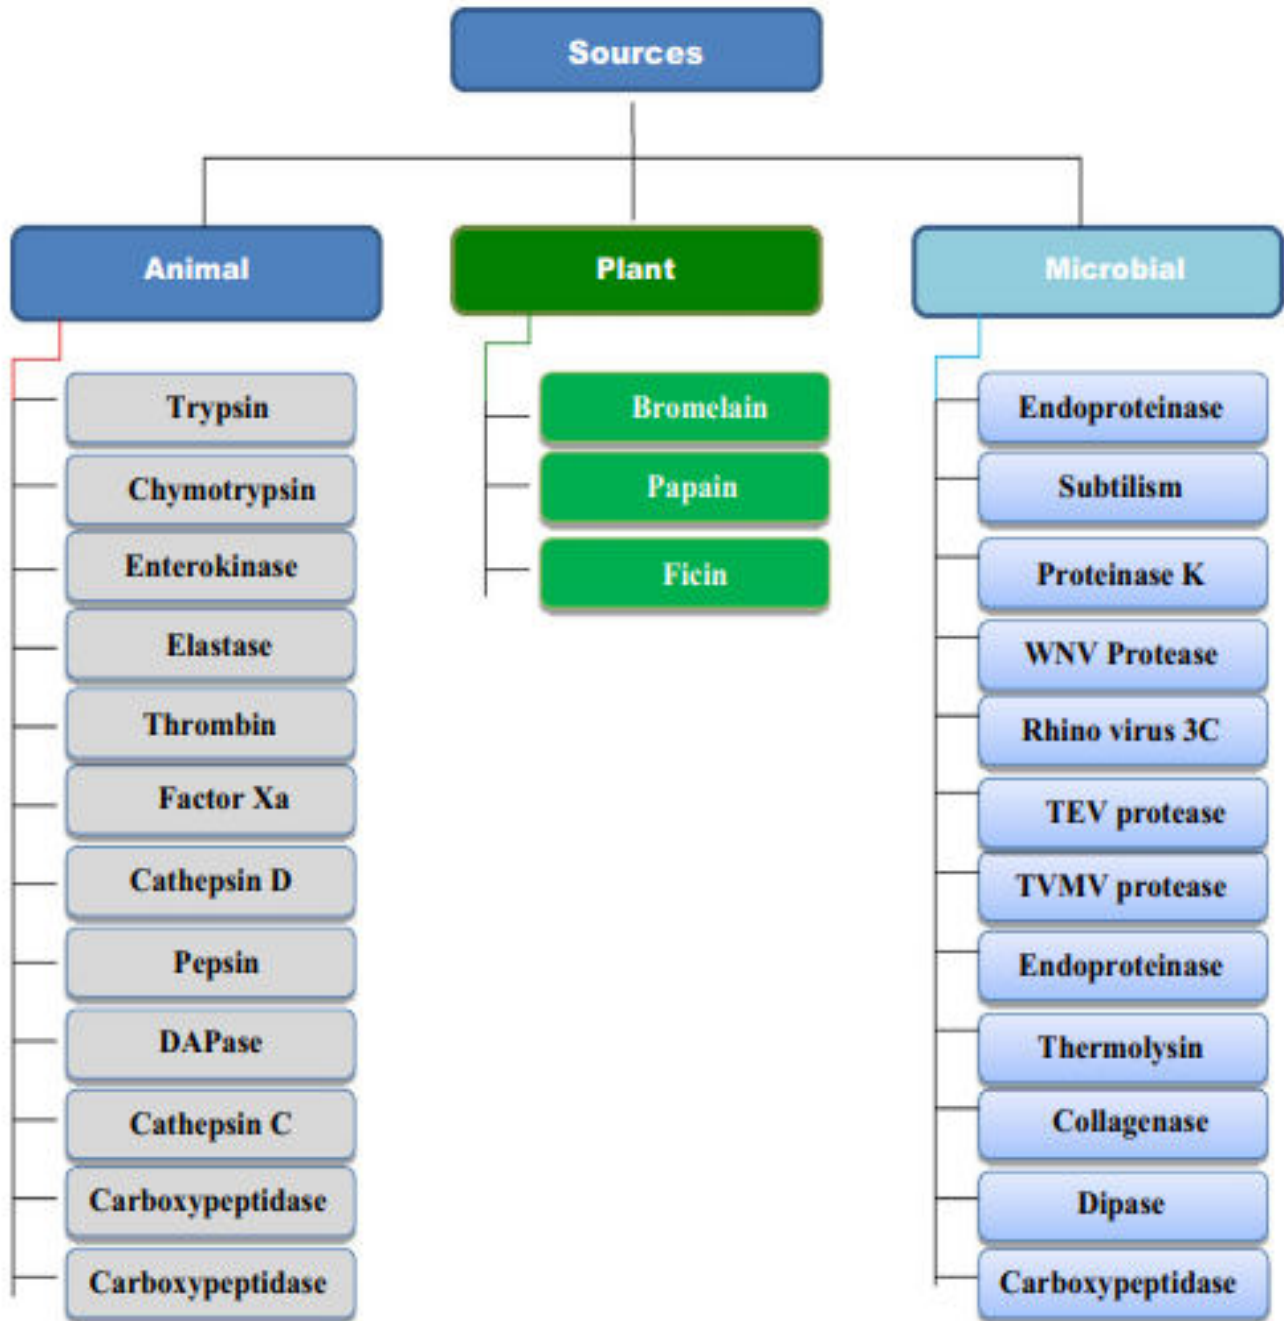 Sources
Animal
Plant
Microbial
Trypsin
Chymotrypsin
Enterokinase
Elastase
Thrombin
Factor Xa
Cathepsin D
Pepsin
DAPase
Cathepsin C
Carboxypeptidase
Carboxypeptidase
Bromelain
Papain
Ficin
Endoproteinase
Subtilism
Proteinase K
WNV Protease
Rhino virus 3C
TEV protease
TVMV protease
Endoproteinase
Thermolysin
Collagenase
Dipase
Carboxypeptidase